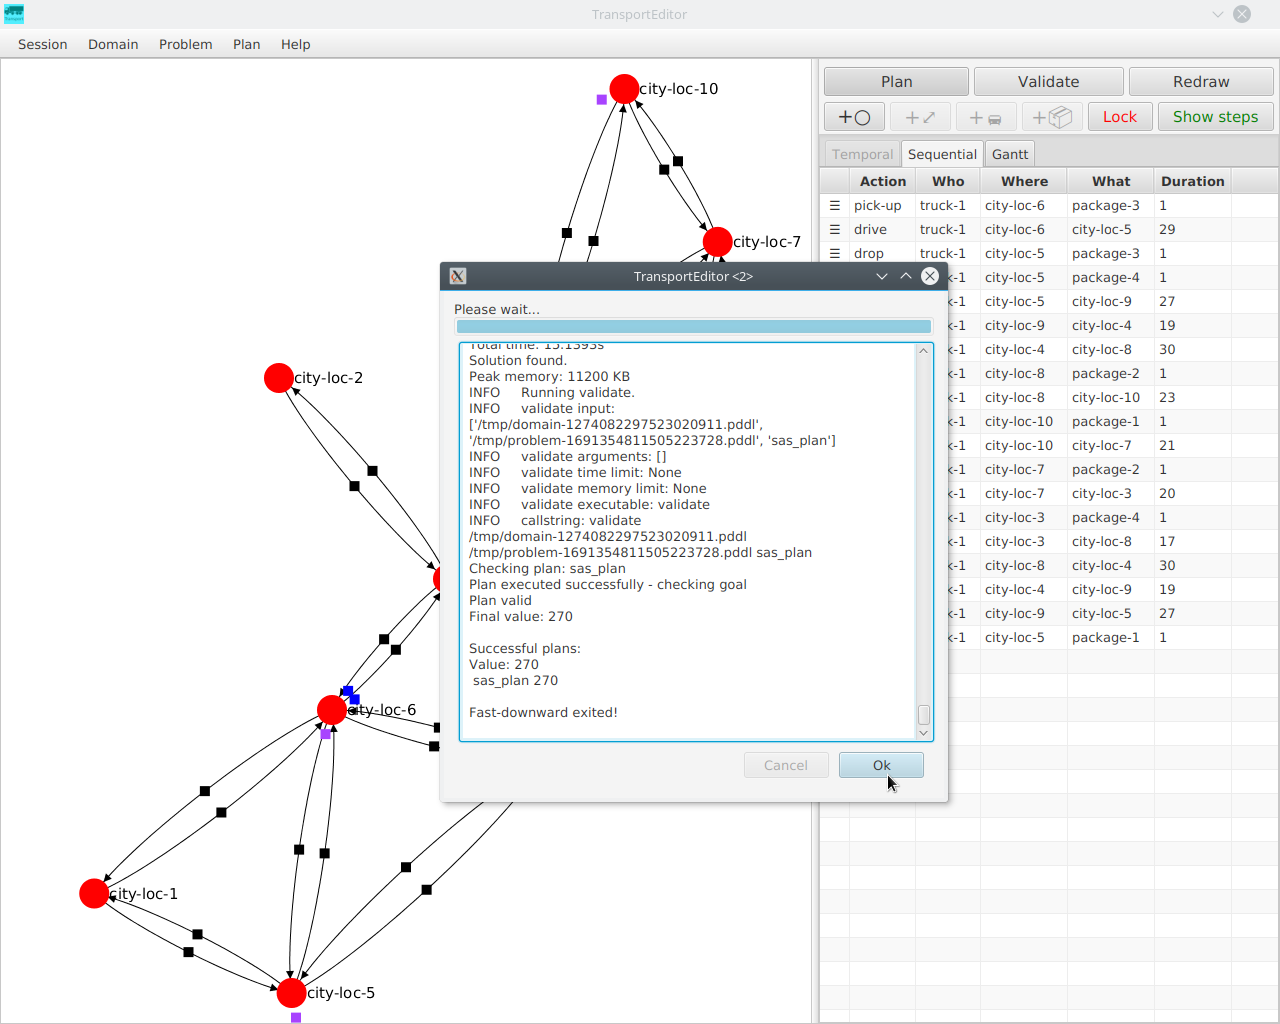 TransportEditor
Session Domain Problem Plan Help
Plan Validate Redraw
Lock Show steps
Temporal Sequential Gantt
Action Who Where What Duration
pick-up truck-1 city-loc-6 package-3 1
drive truck-1 city-loc-6 city-loc-5 29
drop truck-1 city-loc-5 package-3 1
k-1 city-loc-5 package-4 1
k-1 city-loc-5 city-loc-9 27
k-1 city-loc-9 city-loc-4 19
k-1 city-loc-4 city-loc-8 30
k-1 city-loc-8 package-2 1
k-1 city-loc-8 city-loc-10 23
k-1 city-loc-10 package-1 1
k-1 city-loc-10 city-loc-7 21
k-1 city-loc-7 package-2 1
k-1 city-loc-7 city-loc-3 20
k-1 city-loc-3 package-4 1
k-1 city-loc-3 city-loc-8 17
k-1 city-loc-8 city-loc-4 30
k-1 city-loc-4 city-loc-9 19
k-1 city-loc-9 city-loc-5 27
k-1 city-loc-5 package-1 1
city-loc-10
city-loc-7
city-loc-2
city-loc-6
city-loc-1
city-loc-5
TransportEditor <2>
Please wait...
Total time: 15.1393s
Solution found.
Peak memory: 11200 KB
INFO Running validate.
INFO validate input:
['/tmp/domain-1274082297523020911.pddl',
'/tmp/problem-1691354811505223728.pddl', 'sas_plan']
INFO validate arguments: []
INFO validate time limit: None
INFO validate memory limit: None
INFO validate executable: validate
INFO callstring: validate
/tmp/domain-1274082297523020911.pddl
/tmp/problem-1691354811505223728.pddl sas_plan
Checking plan: sas_plan
Plan executed successfully - checking goal
Plan valid
Final value: 270
Successful plans:
Value: 270
sas_plan 270
Fast-downward exited!
Cancel Ok